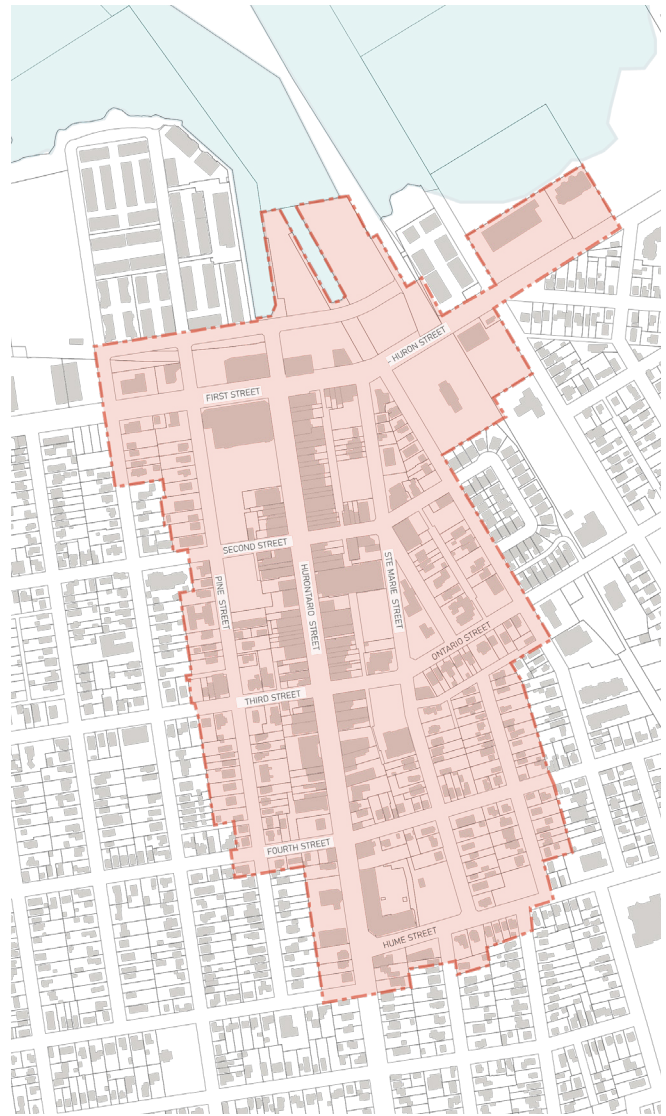 HURON STREET
FIRST STREET
SECOND STREET
PINE STREET
HURONTARIO STREET
STE MARIE STREET
ONTARIO STREET
THIRD STREET
FOURTH STREET
HUME STREET